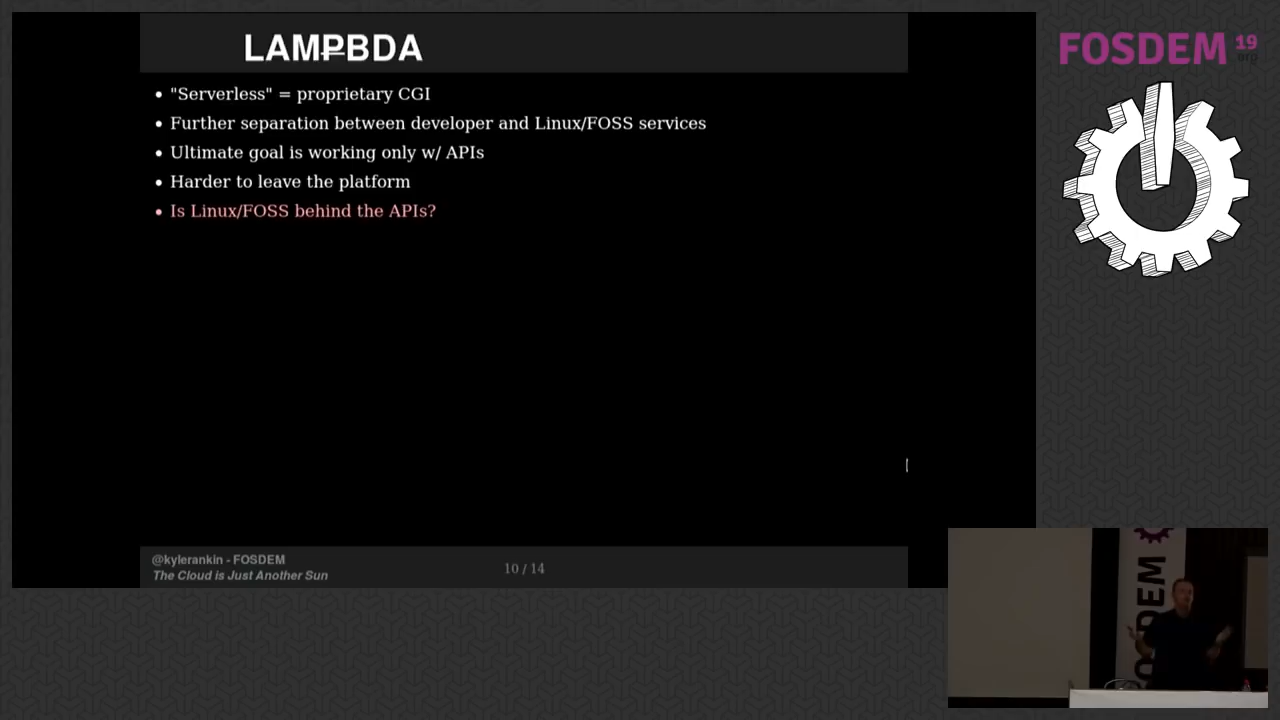 LAMPBDA
• "Serverless" = proprietary CGI
• Further separation between developer and Linux/FOSS services
• Ultimate goal is working only w/ APIs
• Harder to leave the platform
• Is Linux/FOSS behind the APIs?
@kylerankin - FOSDEM
The Cloud is Just Another Sun
10 / 14
FOSDEM 19
.org
FOSDEM